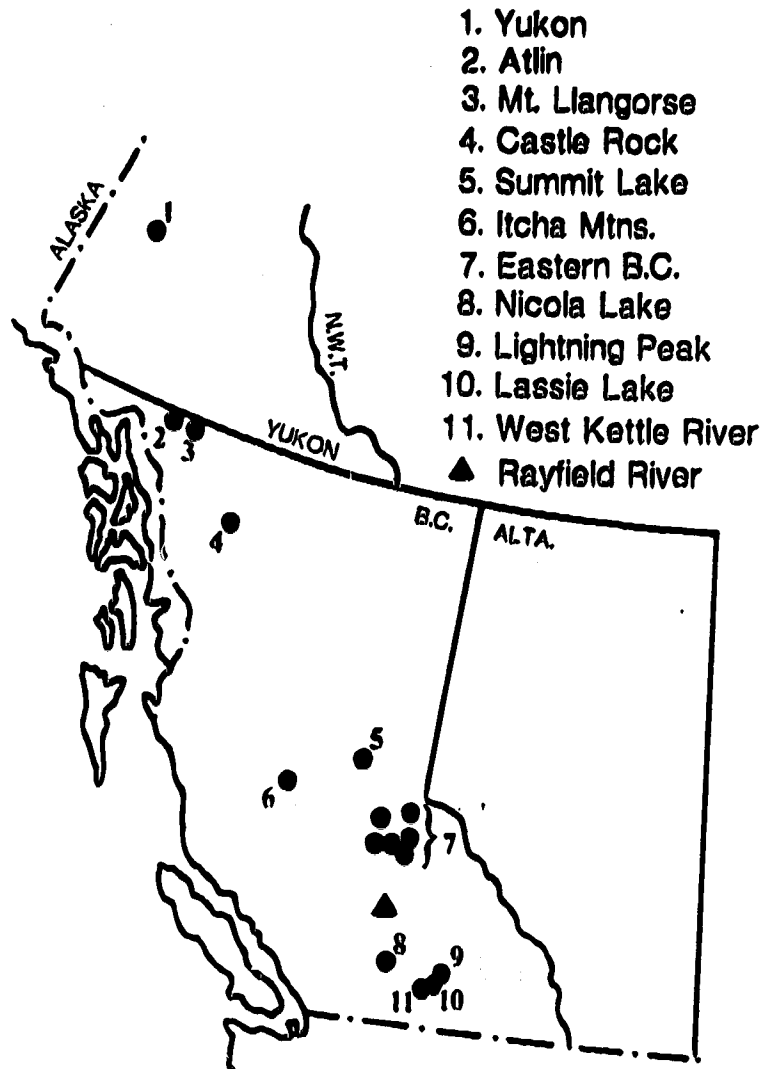 1. Yukon
2. Atlin
3. Mt. Llangorse
4. Castle Rock
5. Summit Lake
6. Itcha Mtns.
7. Eastern B.C.
8. Nicola Lake
9. Lightning Peak
10. Lassie Lake
11. West Kettle River
▲ Rayfield River
ALASKA
1
N.W.T.
2
3
YUKON
B.C.
ALTA.
4
5
6
7
8
9
10
11